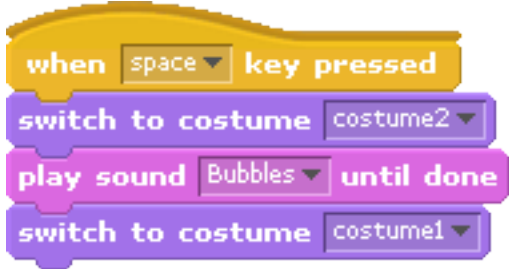 when space key pressed
switch to costume costume2
play sound Bubbles until done
switch to costume costume1